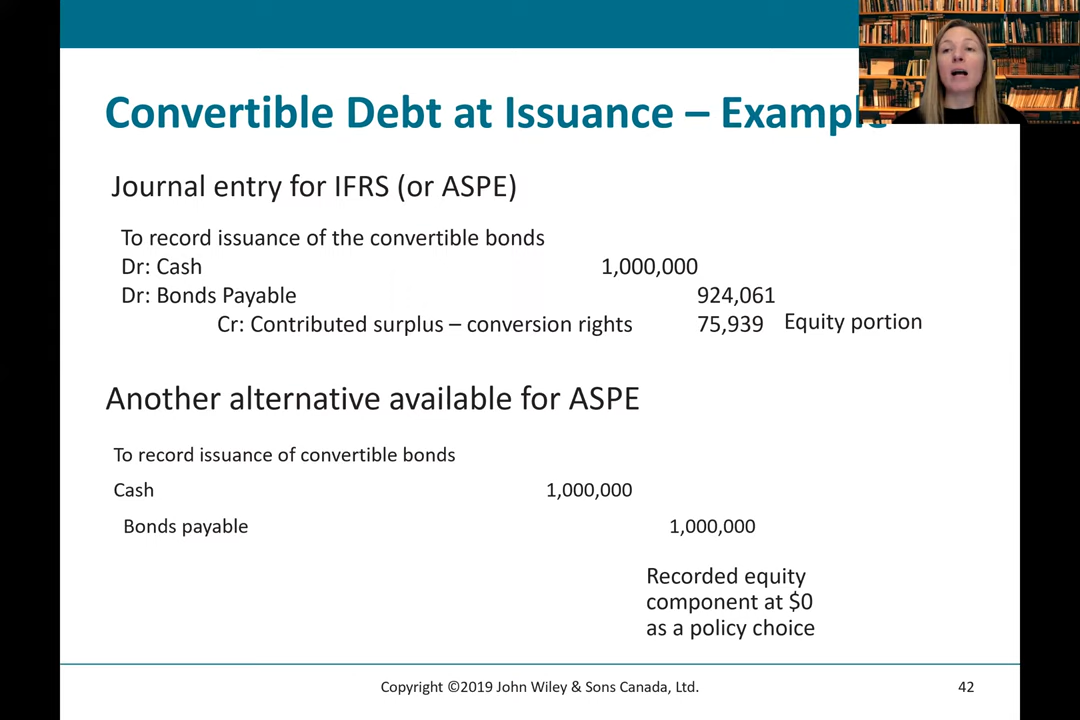 Convertible Debt at Issuance – Example
Journal entry for IFRS (or ASPE)
To record issuance of the convertible bonds
Dr: Cash 1,000,000
Dr: Bonds Payable 924,061
Cr: Contributed surplus – conversion rights 75,939 Equity portion
Another alternative available for ASPE
To record issuance of convertible bonds
Cash 1,000,000
Bonds payable 1,000,000
Recorded equity
component at $0
as a policy choice
Copyright ©2019 John Wiley & Sons Canada, Ltd. 42